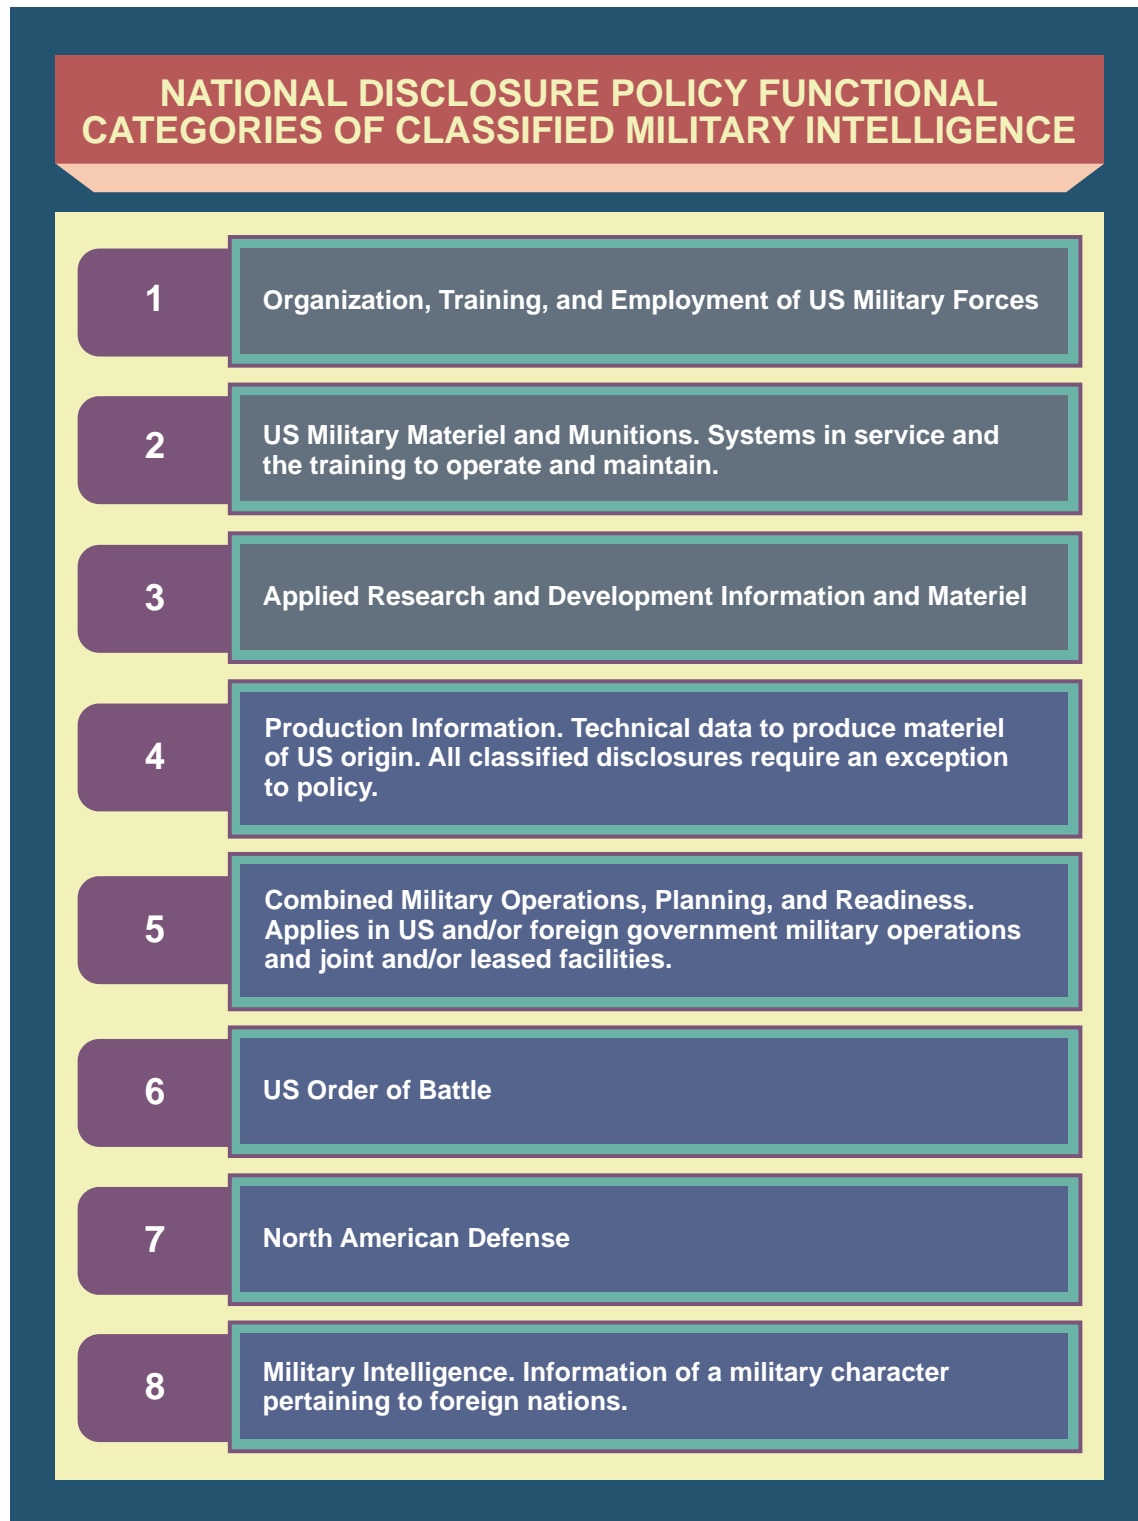 NATIONAL DISCLOSURE POLICY FUNCTIONAL
CATEGORIES OF CLASSIFIED MILITARY INTELLIGENCE
1
Organization, Training, and Employment of US Military Forces
2
US Military Materiel and Munitions. Systems in service and
the training to operate and maintain.
3
Applied Research and Development Information and Materiel
4
Production Information. Technical data to produce materiel
of US origin. All classified disclosures require an exception
to policy.
5
Combined Military Operations, Planning, and Readiness.
Applies in US and/or foreign government military operations
and joint and/or leased facilities.
6
US Order of Battle
7
North American Defense
8
Military Intelligence. Information of a military character
pertaining to foreign nations.